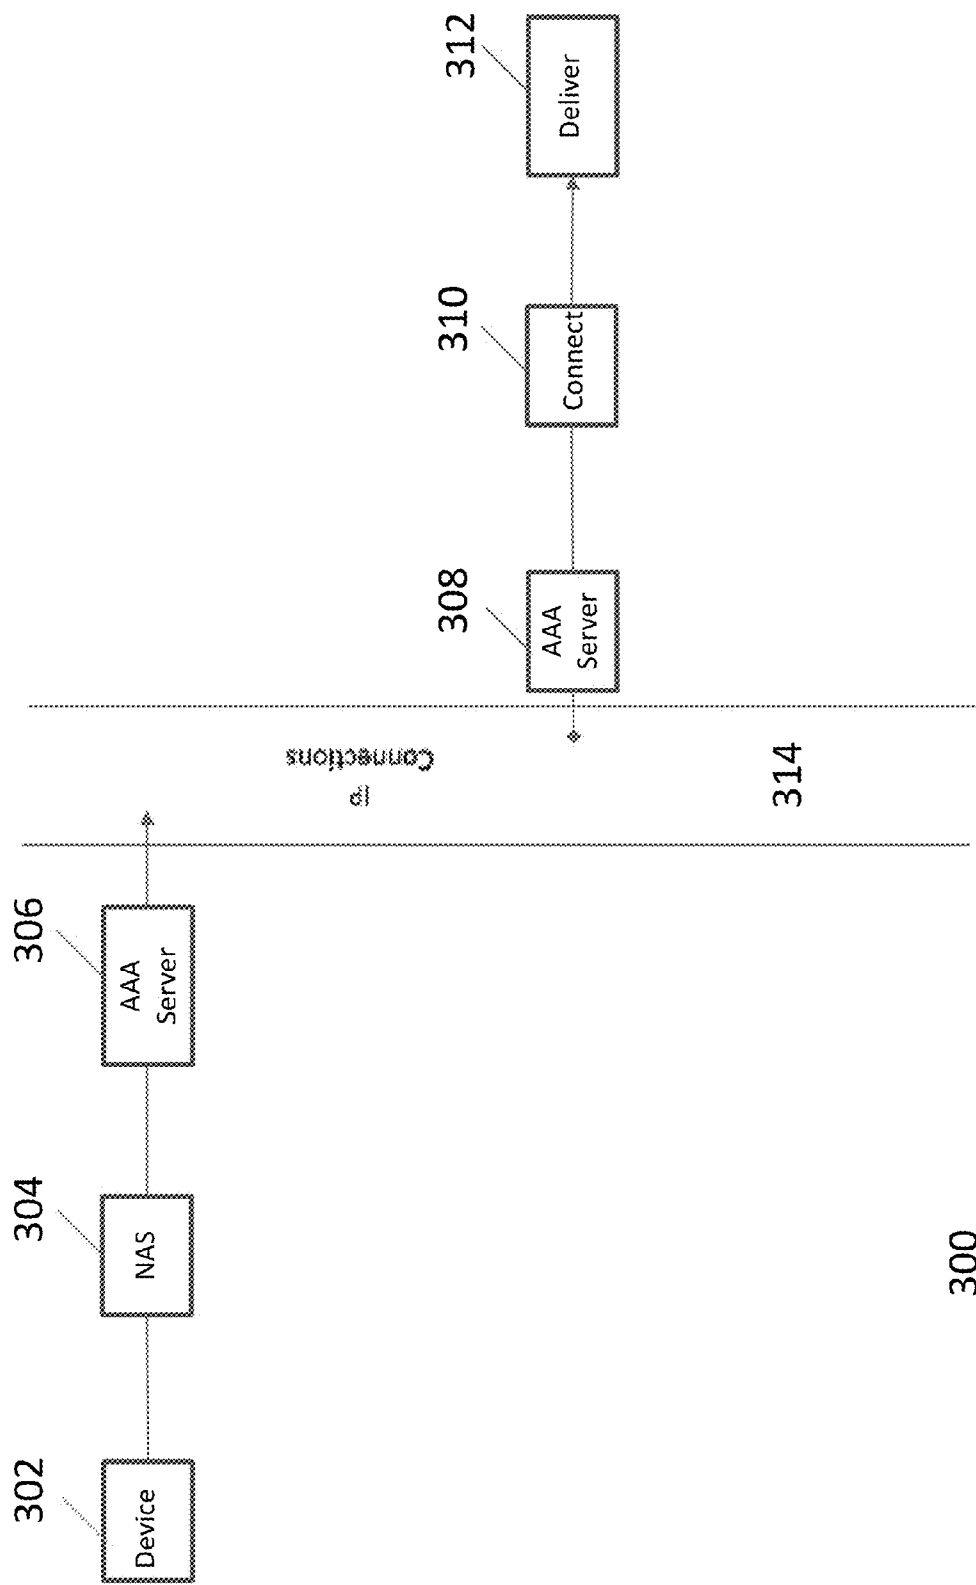 302
Device
304
NAS
306
AAA
Server
IP
Connections
314
308
AAA
Server
310
Connect
312
Deliver
300